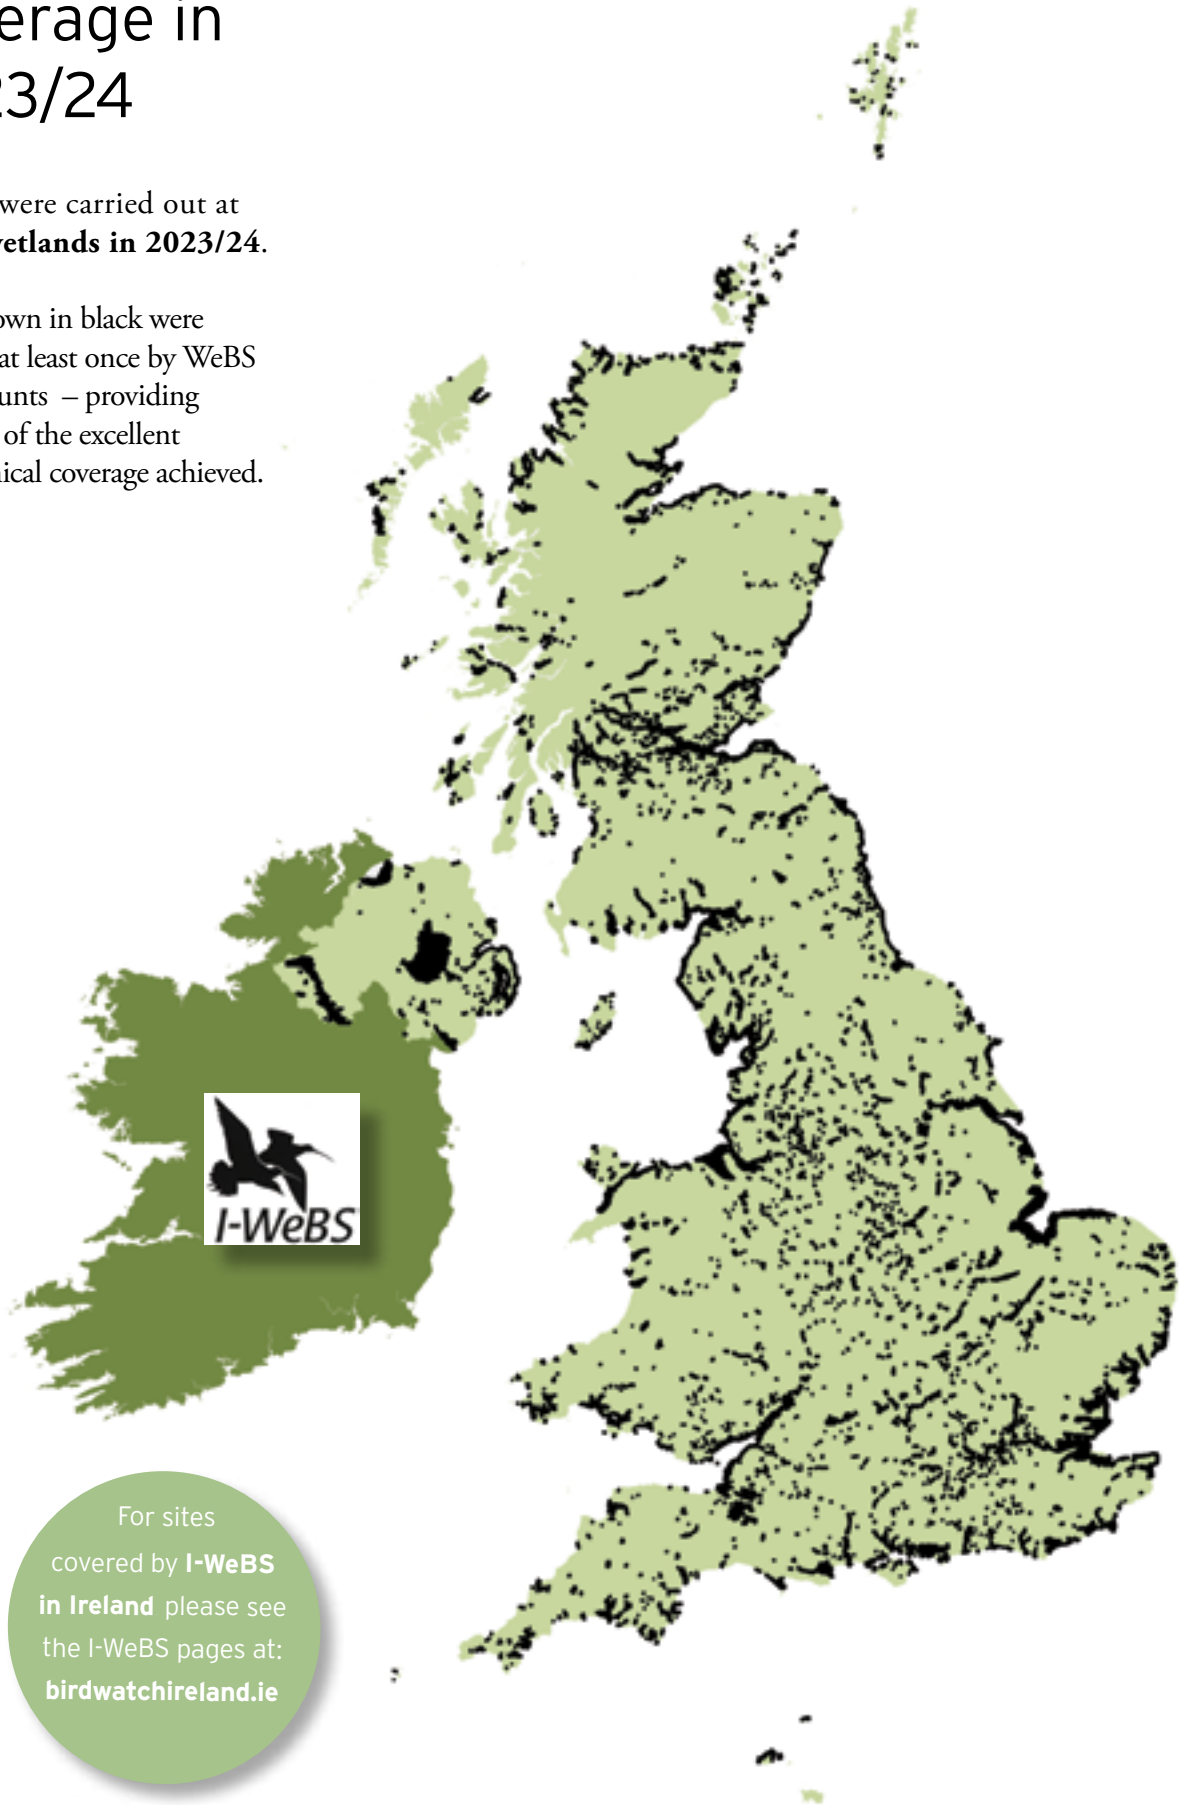 erage in
23/24
were carried out at
wetlands in 2023/24.
own in black were
at least once by WeBS
unts – providing
of the excellent
nical coverage achieved.
I-WeBS
For sites
covered by I-WeBS
in Ireland please see
the I-WeBS pages at:
birdwatchireland.ie